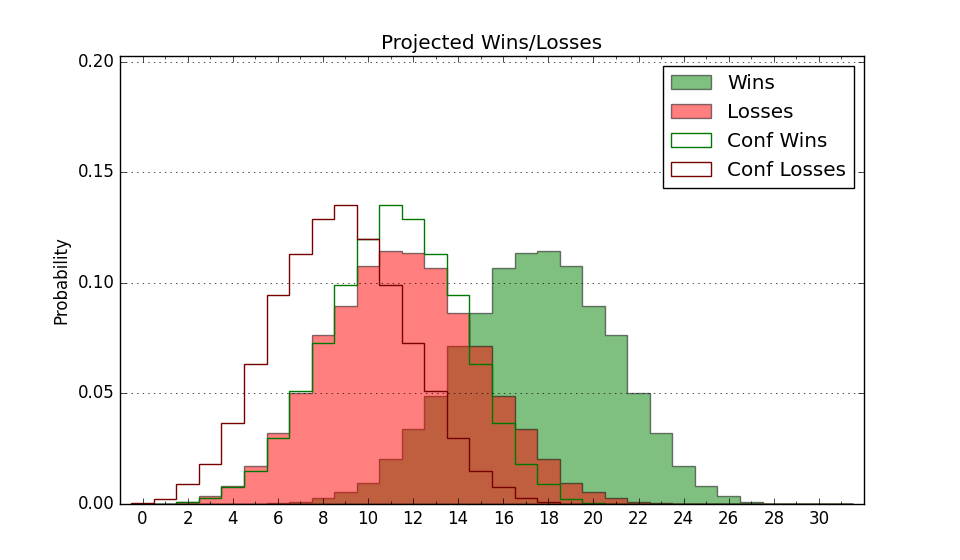 Projected Wins/Losses
0.20
0.15
0.10
0.05
0.00
Probability
Wins
Losses
Conf Wins
Conf Losses
0 2 4 6 8 10 12 14 16 18 20 22 24 26 28 30